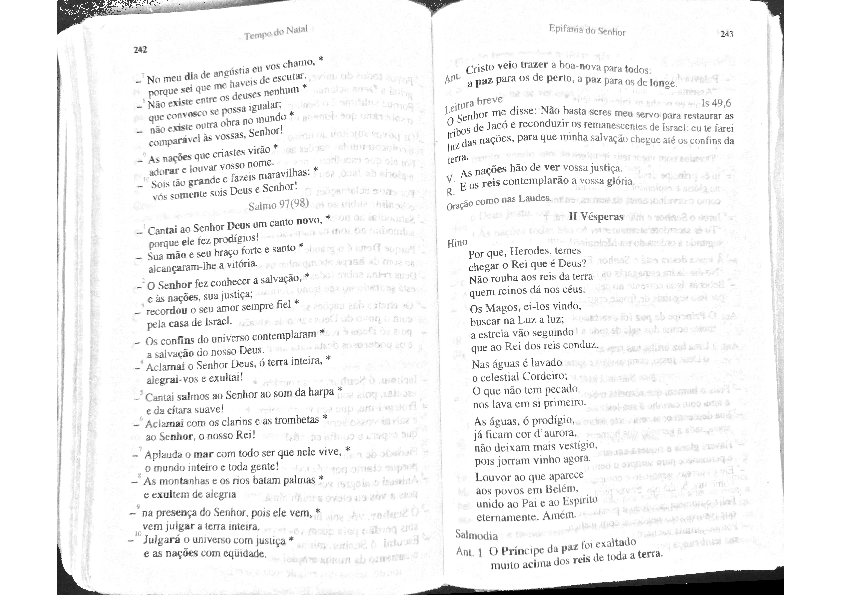 242
Tempo do Natal
–⁷ No meu dia de angústia eu vos chamo, *
porque sei que me haveis de escutar.
–⁸ Não existe entre os deuses nenhum *
que convosco se possa igualar;
– não existe outra obra no mundo *
comparável às vossas, Senhor!
–⁹ As nações que criastes virão *
adorar e louvar vosso nome.
–¹⁰ Sois tão grande e fazeis maravilhas: *
vós somente sois Deus e Senhor!
Salmo 97(98)
–¹ Cantai ao Senhor Deus um canto novo, *
porque ele fez prodígios!
– Sua mão e seu braço forte e santo *
alcançaram-lhe a vitória.
–² O Senhor fez conhecer a salvação, *
e às nações, sua justiça;
–³ recordou o seu amor sempre fiel *
pela casa de Israel.
– Os confins do universo contemplaram *
a salvação do nosso Deus.
–⁴ Aclamai o Senhor Deus, ó terra inteira, *
alegrai-vos e exultai!
–⁵ Cantai salmos ao Senhor ao som da harpa *
e da cítara suave!
–⁶ Aclamai com os clarins e as trombetas *
ao Senhor, o nosso Rei!
–⁷ Aplauda o mar com todo ser que nele vive, *
o mundo inteiro e toda gente!
–⁸ As montanhas e os rios batam palmas *
e exultem de alegria
–⁹ na presença do Senhor, pois ele vem, *
vem julgar a terra inteira.
–¹⁰ Julgará o universo com justiça *
e as nações com eqüidade.
Epifania do Senhor
243
Ant. Cristo veio trazer a boa-nova para todos:
a paz para os de perto, a paz para os de longe.
Leitura breve Is 49,6
O Senhor me disse: Não basta seres meu servo para restaurar as
tribos de Jacó e reconduzir os remanescentes de Israel: eu te farei
luz das nações, para que minha salvação chegue até os confins da
terra.
V. As nações hão de ver vossa justiça.
R. E os reis contemplarão a vossa glória.
Oração como nas Laudes.
II Vésperas
Hino
Por que, Herodes, temes
chegar o Rei que é Deus?
Não rouba aos reis da terra
quem reinos dá nos céus.
Os Magos, ei-los vindo,
buscar na Luz a luz;
a estrela vão seguindo
que ao Rei dos reis conduz.
Nas águas é lavado
o celestial Cordeiro;
O que não tem pecado
nos lava em si primeiro.
As águas, ó prodígio,
já ficam cor d'aurora,
não deixam mais vestígio,
pois jorram vinho agora.
Louvor ao que aparece
aos povos em Belém,
unido ao Pai e ao Espírito
eternamente. Amém.
Salmodia
Ant. 1 O Príncipe da paz foi exaltado
muito acima dos reis de toda a terra.